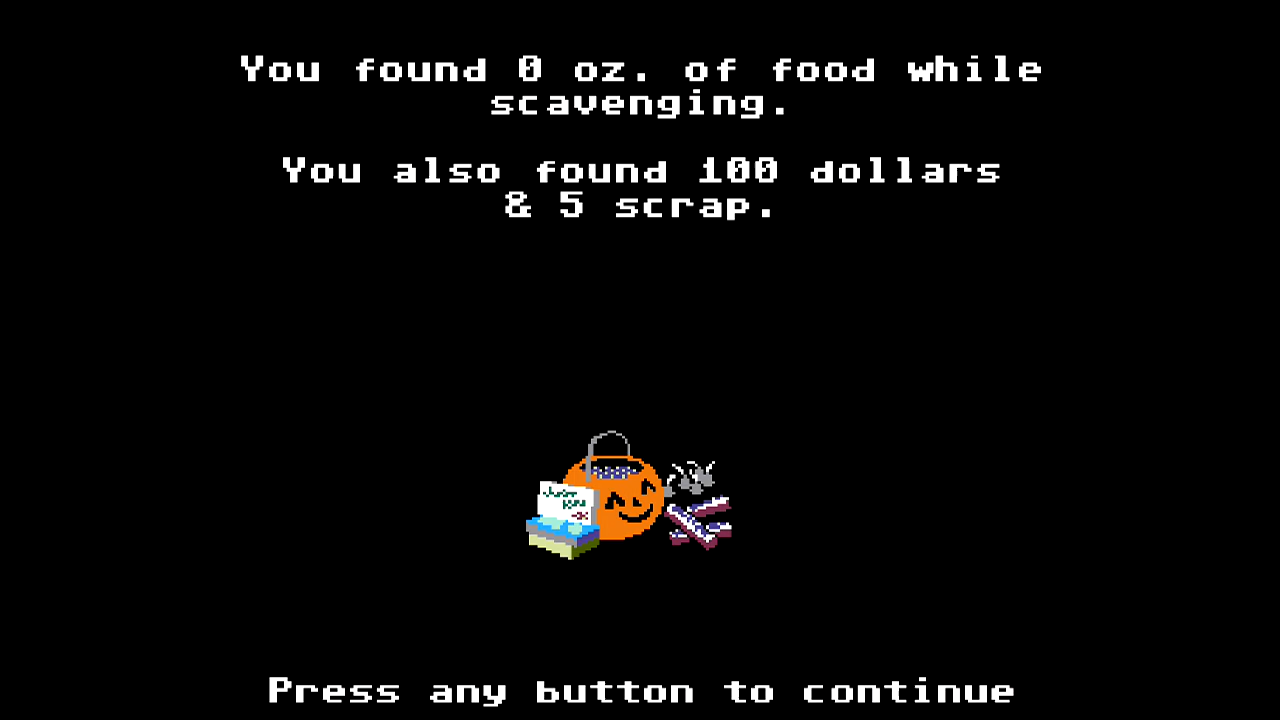 You found 0 oz. of food while
scavenging.
You also found 100 dollars
& 5 scrap.
Press any button to continue